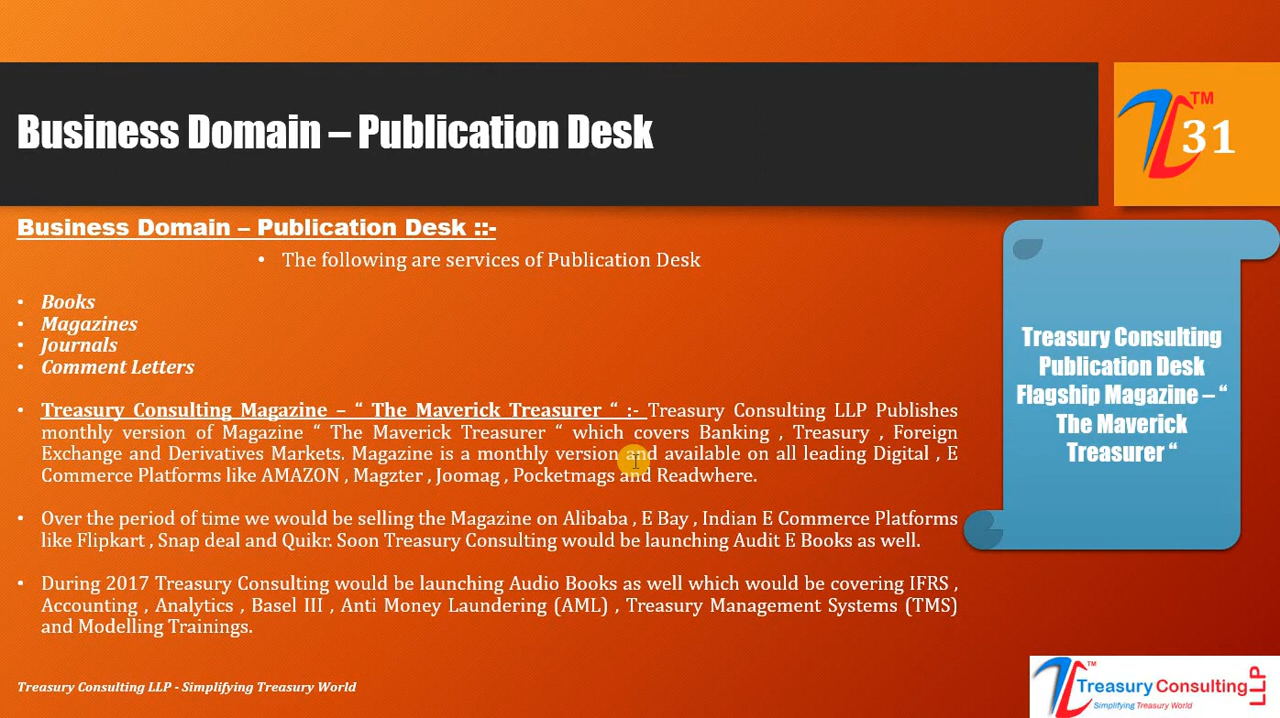 Business Domain – Publication Desk
TM
31
Business Domain – Publication Desk ::-
• The following are services of Publication Desk
• Books
• Magazines
• Journals
• Comment Letters
• Treasury Consulting Magazine – “ The Maverick Treasurer “ :- Treasury Consulting LLP Publishes
monthly version of Magazine “ The Maverick Treasurer “ which covers Banking , Treasury , Foreign
Exchange and Derivatives Markets. Magazine is a monthly version and available on all leading Digital , E
Commerce Platforms like AMAZON , Magzter , Joomag , Pocketmags and Readwhere.
• Over the period of time we would be selling the Magazine on Alibaba , E Bay , Indian E Commerce Platforms
like Flipkart , Snap deal and Quikr. Soon Treasury Consulting would be launching Audit E Books as well.
• During 2017 Treasury Consulting would be launching Audio Books as well which would be covering IFRS ,
Accounting , Analytics , Basel III , Anti Money Laundering (AML) , Treasury Management Systems (TMS)
and Modelling Trainings.
Treasury Consulting
Publication Desk
Flagship Magazine – “
The Maverick
Treasurer “
Treasury Consulting LLP - Simplifying Treasury World
TM
Treasury Consulting LLP
Simplifying Treasury World